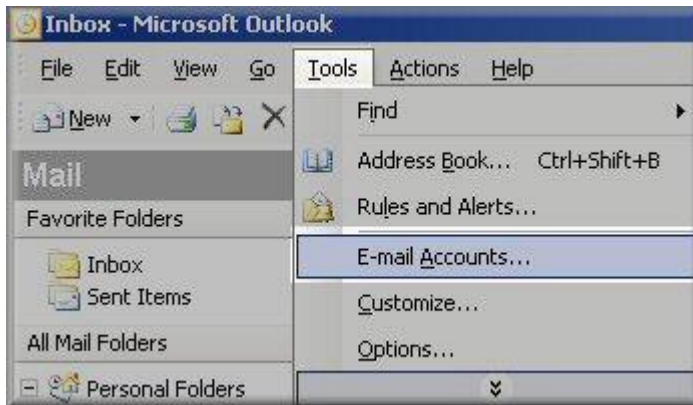 Inbox - Microsoft Outlook
File Edit View Go Tools Actions Help
New
Find
Mail
Address Book... Ctrl+Shift+B
Favorite Folders
Rules and Alerts...
Inbox
E-mail Accounts...
Sent Items
Customize...
All Mail Folders
Options...
Personal Folders